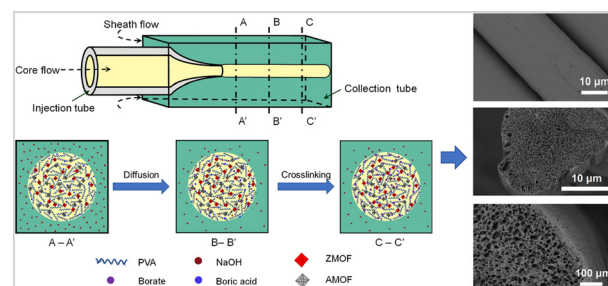 Sheath flow
A
B
C
Core flow
Injection tube
Collection tube
A'
B'
C'
10 µm
Diffusion
Crosslinking
10 µm
A – A'
B– B'
C – C'
PVA
NaOH
ZMOF
Borate
Boric acid
AMOF
100 µm